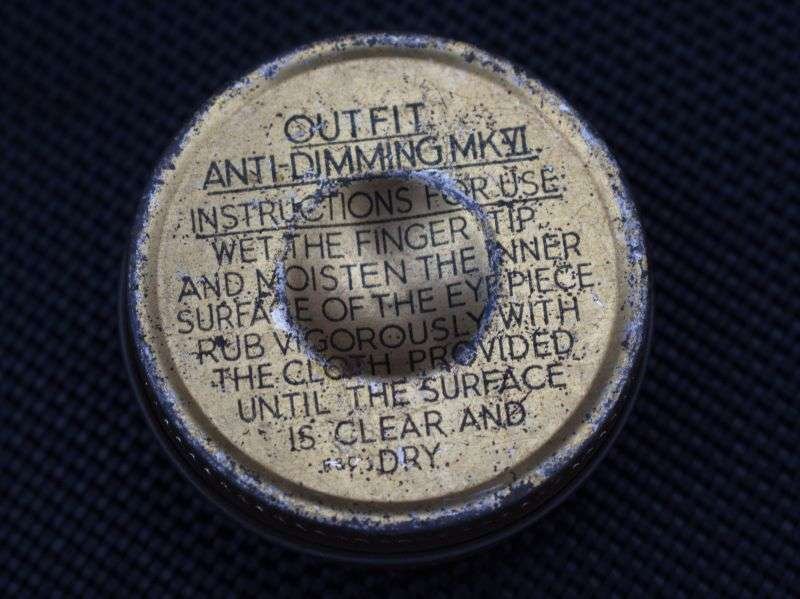 OUTFIT
ANTI-DIMMING MK·VI.
INSTRUCTIONS FOR USE.
WET THE FINGER TIP
AND MOISTEN THE INNER
SURFACE OF THE EYEPIECE
RUB VIGOROUSLY WITH
THE CLOTH PROVIDED
UNTIL THE SURFACE
IS CLEAR AND
DRY.